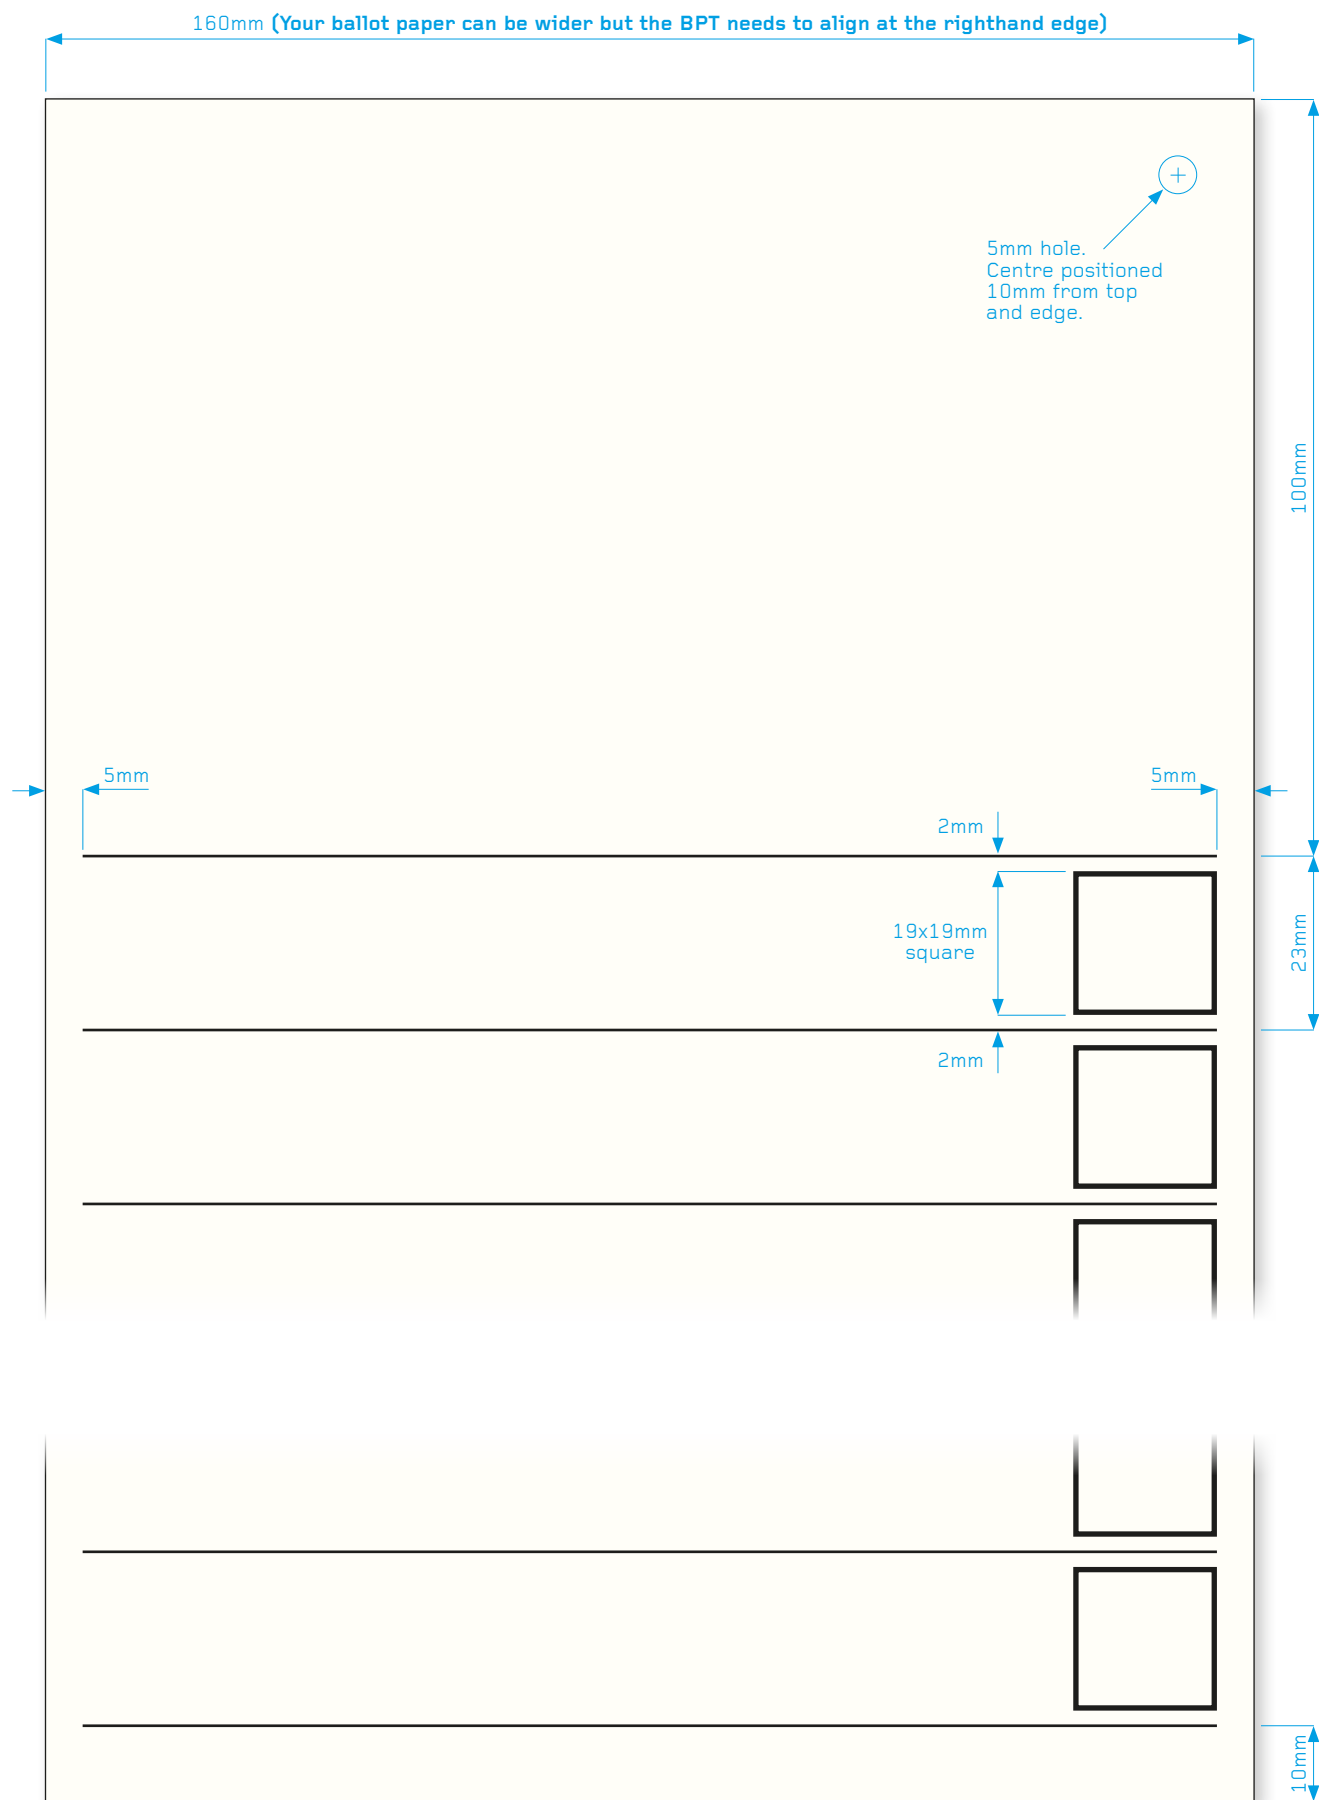 160mm (Your ballot paper can be wider but the BPT needs to align at the righthand edge)
5mm hole.
Centre positioned
10mm from top
and edge.
100mm
5mm
5mm
2mm
19x19mm
square
23mm
2mm
10mm